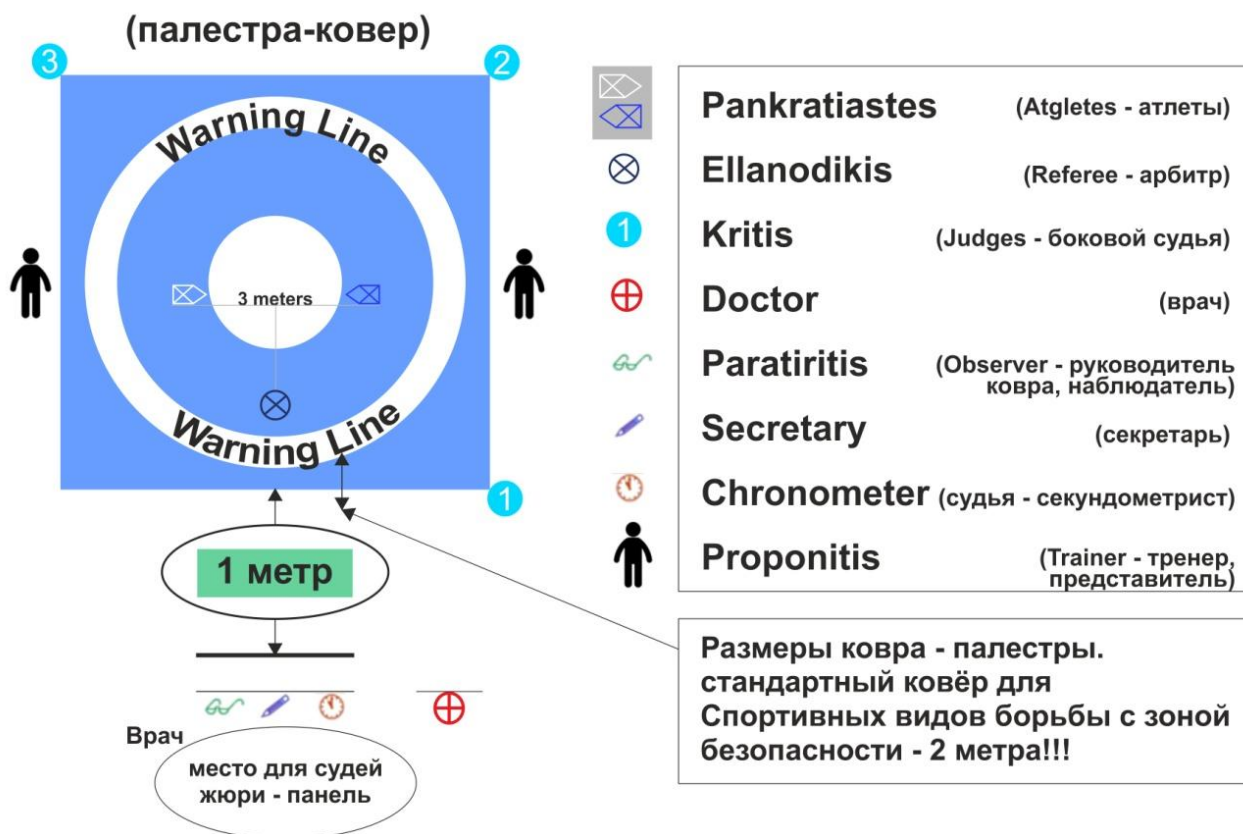 (палестра-ковер)
3
2
Warning Line
3 meters
Warning Line
1
1 метр
Врач
место для судей
жюри - панель
Pankratiastes (Atgletes - атлеты)
Ellanodikis (Referee - арбитр)
1 Kritis (Judges - боковой судья)
Doctor (врач)
Paratiritis (Observer - руководитель
ковра, наблюдатель)
Secretary (секретарь)
Chronometer (судья - секундометрист)
Proponitis (Trainer - тренер,
представитель)
Размеры ковра - палестры.
стандартный ковёр для
Спортивных видов борьбы с зоной
безопасности - 2 метра!!!